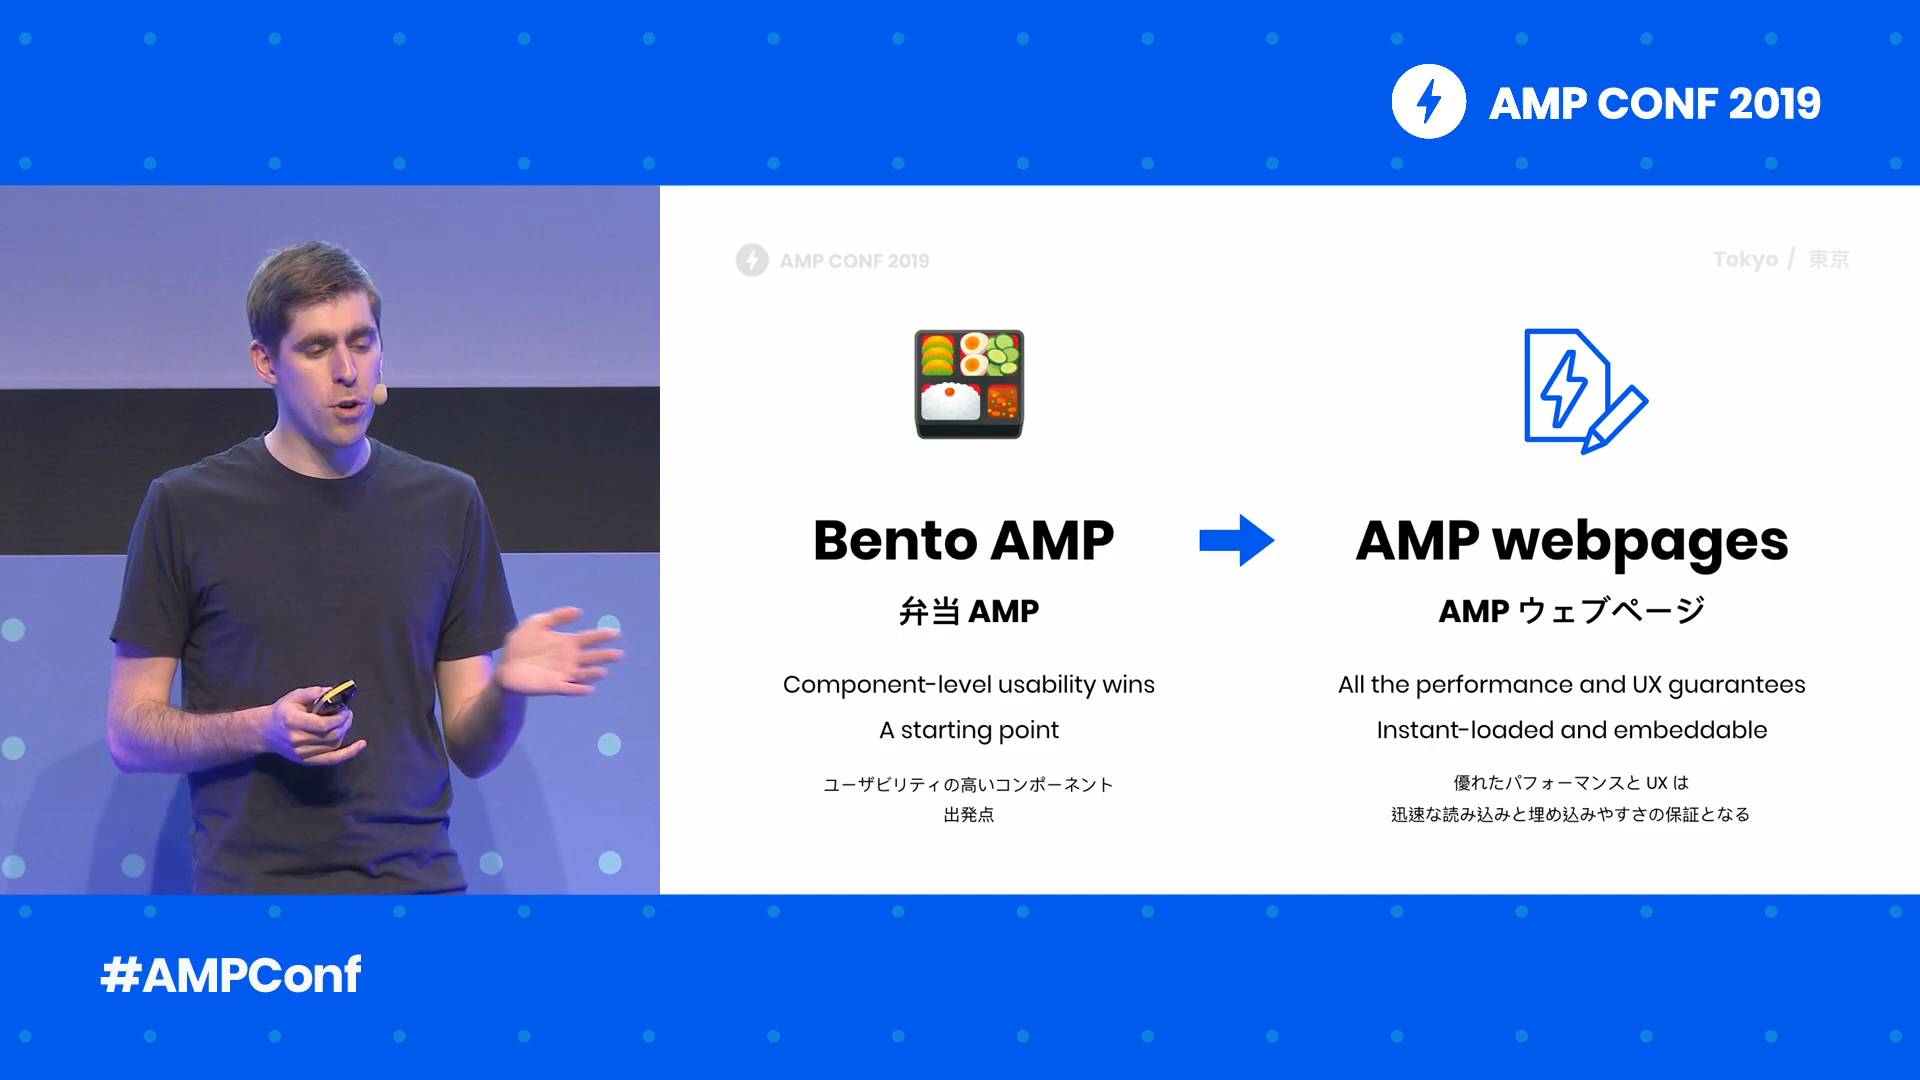 AMP CONF 2019
AMP CONF 2019
Tokyo / 東京
Bento AMP
弁当 AMP
Component-level usability wins
A starting point
ユーザビリティの高いコンポーネント
出発点
AMP webpages
AMP ウェブページ
All the performance and UX guarantees
Instant-loaded and embeddable
優れたパフォーマンスと UX は
迅速な読み込みと埋め込みやすさの保証となる
#AMPConf